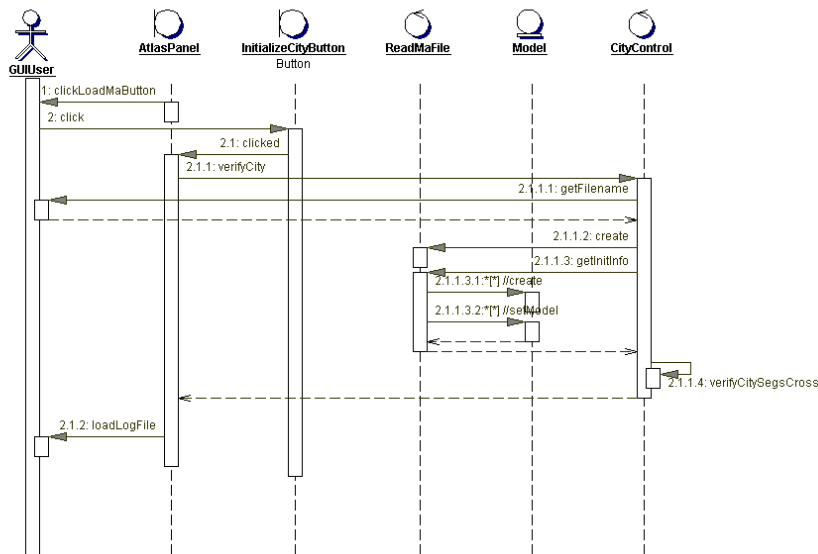 GUIUser
AtlasPanel
InitializeCityButton
Button
ReadMaFile
Model
CityControl
1: clickLoadMaButton
2: click
2.1: clicked
2.1.1: verifyCity
2.1.1.1: getFilename
2.1.1.2: create
2.1.1.3: getInitInfo
2.1.1.3.1:*[*] //create
2.1.1.3.2:*[*] //setModel
2.1.1.4: verifyCitySegsCross
2.1.2: loadLogFile